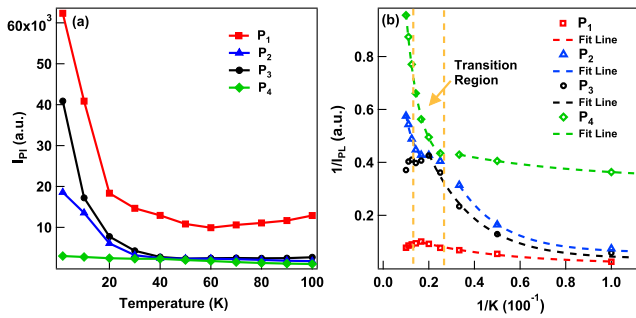 (a)
60x10³
50
40
30
20
10
I_PI (a.u.)
P₁
P₂
P₃
P₄
20 40 60 80 100
Temperature (K)
(b)
0.8
0.6
0.4
0.2
1/I_PL (a.u.)
Transition
Region
P₁
Fit Line
P₂
Fit Line
P₃
Fit Line
P₄
Fit Line
0.0 0.2 0.4 0.6 0.8 1.0
1/K (100⁻¹)